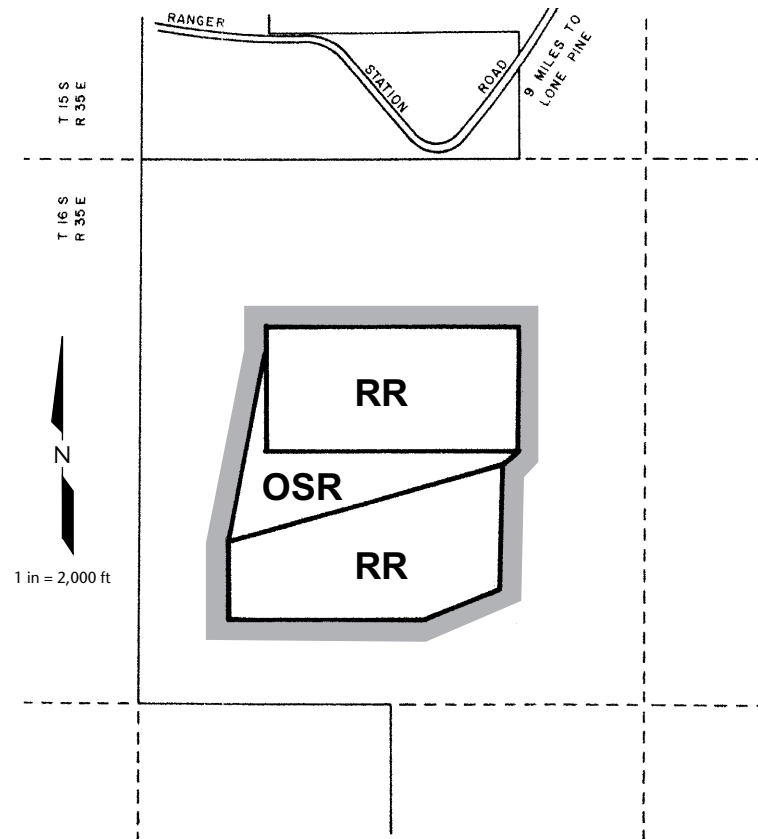 RANGER
STATION
ROAD
9 MILES TO
LONE PINE
T 15 S
R 35 E
T 16 S
R 35 E
RR
OSR
N
RR
1 in = 2,000 ft